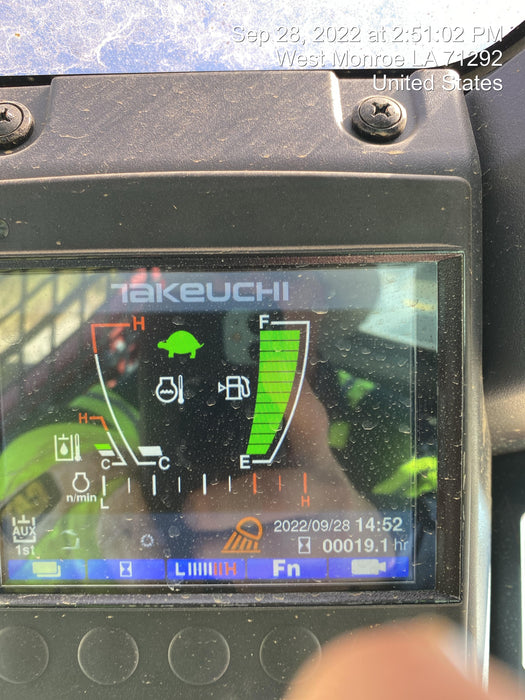 Sep 28, 2022 at 2:51:02 PM
West Monroe LA 71292
United States
TAKEUCHI
H
F
H
C
C
E
n/min
L
H
AUX
1st
2022/09/28 14:52
00019.1 hr
L H
Fn